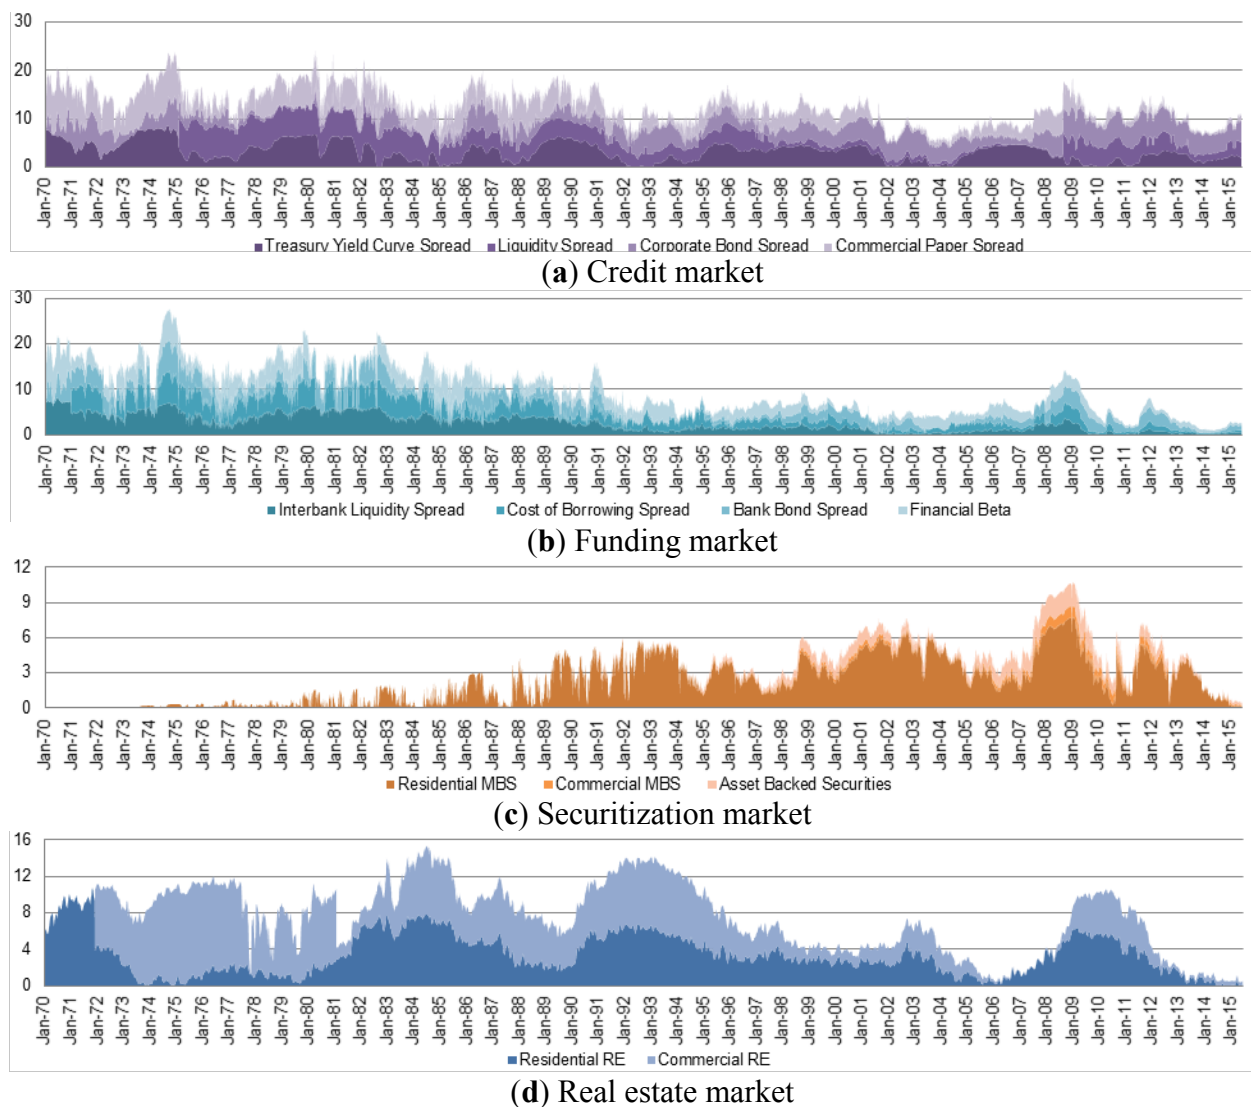 30
20
10
0
Jan-70 Jan-71 Jan-72 Jan-73 Jan-74 Jan-75 Jan-76 Jan-77 Jan-78 Jan-79 Jan-80 Jan-81 Jan-82 Jan-83 Jan-84 Jan-85 Jan-86 Jan-87 Jan-88 Jan-89 Jan-90 Jan-91 Jan-92 Jan-93 Jan-94 Jan-95 Jan-96 Jan-97 Jan-98 Jan-99 Jan-00 Jan-01 Jan-02 Jan-03 Jan-04 Jan-05 Jan-06 Jan-07 Jan-08 Jan-09 Jan-10 Jan-11 Jan-12 Jan-13 Jan-14 Jan-15
Treasury Yield Curve Spread Liquidity Spread Corporate Bond Spread Commercial Paper Spread
(a) Credit market
30
20
10
0
Jan-70 Jan-71 Jan-72 Jan-73 Jan-74 Jan-75 Jan-76 Jan-77 Jan-78 Jan-79 Jan-80 Jan-81 Jan-82 Jan-83 Jan-84 Jan-85 Jan-86 Jan-87 Jan-88 Jan-89 Jan-90 Jan-91 Jan-92 Jan-93 Jan-94 Jan-95 Jan-96 Jan-97 Jan-98 Jan-99 Jan-00 Jan-01 Jan-02 Jan-03 Jan-04 Jan-05 Jan-06 Jan-07 Jan-08 Jan-09 Jan-10 Jan-11 Jan-12 Jan-13 Jan-14 Jan-15
Interbank Liquidity Spread Cost of Borrowing Spread Bank Bond Spread Financial Beta
(b) Funding market
12
9
6
3
0
Jan-70 Jan-71 Jan-72 Jan-73 Jan-74 Jan-75 Jan-76 Jan-77 Jan-78 Jan-79 Jan-80 Jan-81 Jan-82 Jan-83 Jan-84 Jan-85 Jan-86 Jan-87 Jan-88 Jan-89 Jan-90 Jan-91 Jan-92 Jan-93 Jan-94 Jan-95 Jan-96 Jan-97 Jan-98 Jan-99 Jan-00 Jan-01 Jan-02 Jan-03 Jan-04 Jan-05 Jan-06 Jan-07 Jan-08 Jan-09 Jan-10 Jan-11 Jan-12 Jan-13 Jan-14 Jan-15
Residential MBS Commercial MBS Asset Backed Securities
(c) Securitization market
16
12
8
4
0
Jan-70 Jan-71 Jan-72 Jan-73 Jan-74 Jan-75 Jan-76 Jan-77 Jan-78 Jan-79 Jan-80 Jan-81 Jan-82 Jan-83 Jan-84 Jan-85 Jan-86 Jan-87 Jan-88 Jan-89 Jan-90 Jan-91 Jan-92 Jan-93 Jan-94 Jan-95 Jan-96 Jan-97 Jan-98 Jan-99 Jan-00 Jan-01 Jan-02 Jan-03 Jan-04 Jan-05 Jan-06 Jan-07 Jan-08 Jan-09 Jan-10 Jan-11 Jan-12 Jan-13 Jan-14 Jan-15
Residential RE Commercial RE
(d) Real estate market